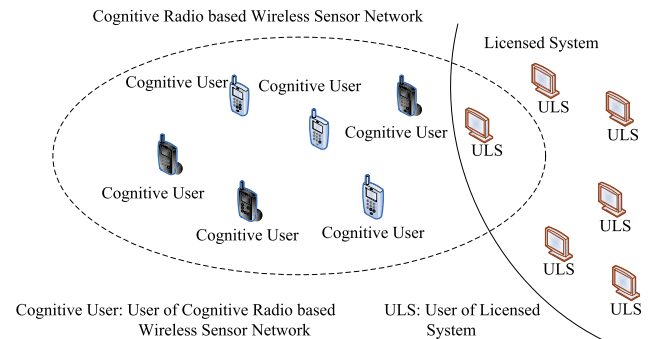 Cognitive Radio based Wireless Sensor Network
Licensed System
Cognitive User
Cognitive User
Cognitive User
Cognitive User
Cognitive User
Cognitive User
ULS
ULS
ULS
ULS
ULS
ULS
Cognitive User: User of Cognitive Radio based
Wireless Sensor Network
ULS: User of Licensed
System